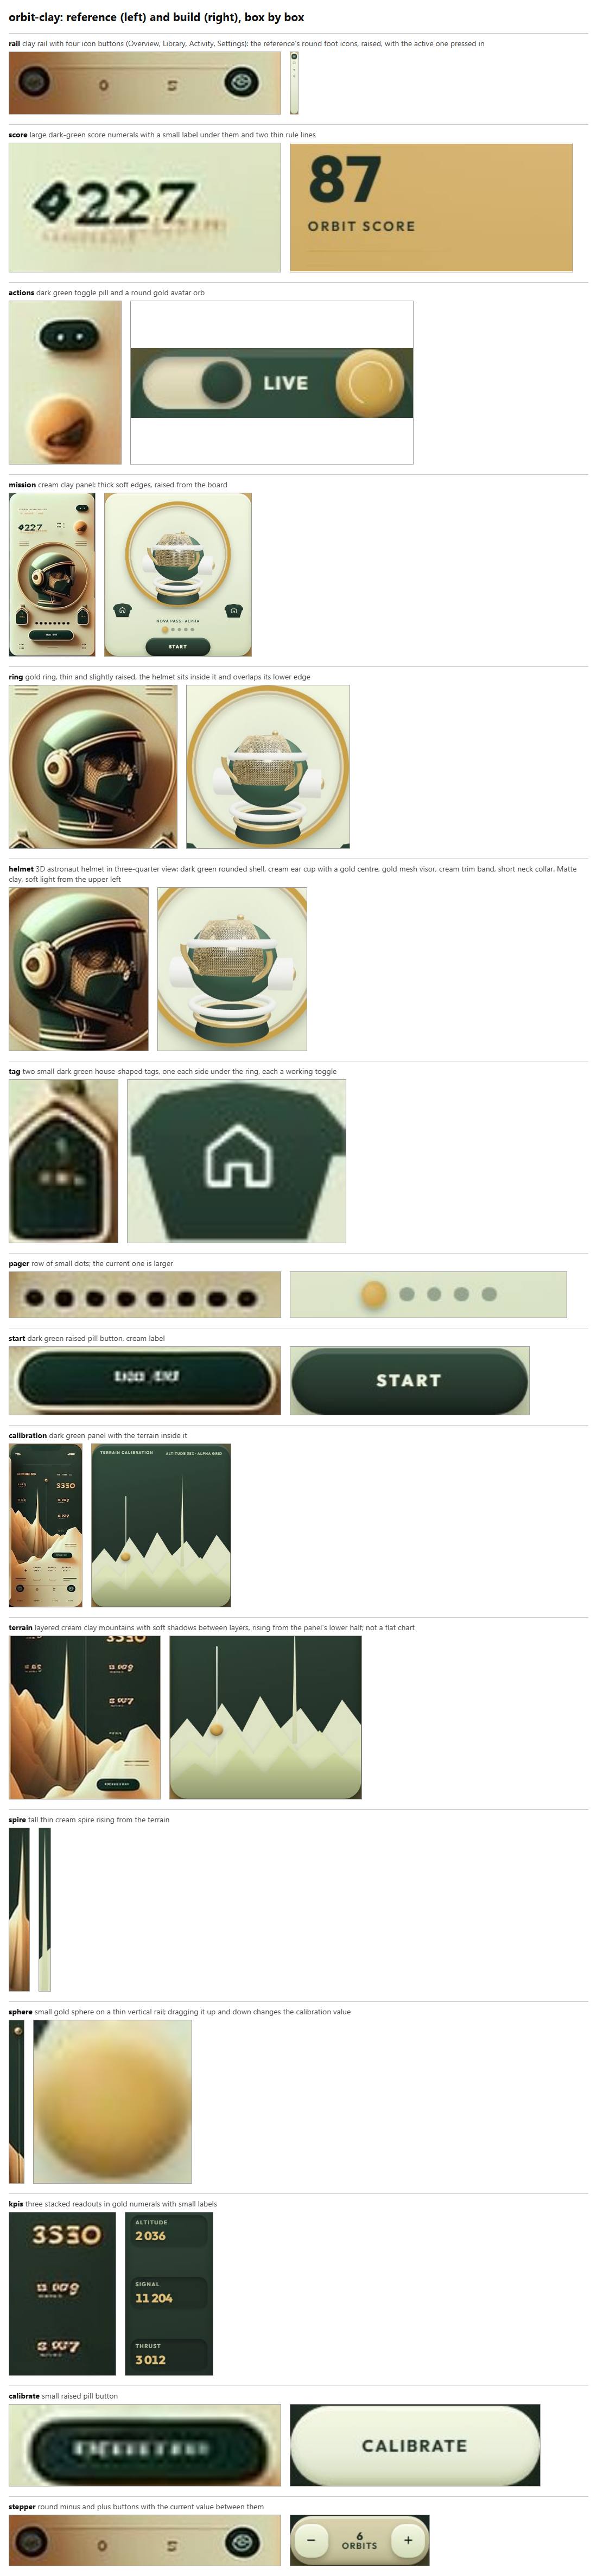 orbit-clay: reference (left) and build (right), box by box
rail clay rail with four icon buttons (Overview, Library, Activity, Settings): the reference's round foot icons, raised, with the active one pressed in
score large dark-green score numerals with a small label under them and two thin rule lines
227
87
ORBIT SCORE
actions dark green toggle pill and a round gold avatar orb
LIVE
mission cream clay panel: thick soft edges, raised from the board
227
NOVA PASS · ALPHA
START
ring gold ring, thin and slightly raised, the helmet sits inside it and overlaps its lower edge
helmet 3D astronaut helmet in three-quarter view: dark green rounded shell, cream ear cup with a gold centre, gold mesh visor, cream trim band, short neck collar. Matte
clay, soft light from the upper left
tag two small dark green house-shaped tags, one each side under the ring, each a working toggle
pager row of small dots; the current one is larger
start dark green raised pill button, cream label
START
calibration dark green panel with the terrain inside it
TERRAIN CALIBRATION
terrain layered cream clay mountains with soft shadows between layers, rising from the panel's lower half; not a flat chart
spire tall thin cream spire rising from the terrain
sphere small gold sphere on a thin vertical rail; dragging it up and down changes the calibration value
kpis three stacked readouts in gold numerals with small labels
ALTITUDE
2 036
SIGNAL
11 204
THRUST
3 012
calibrate small raised pill button
CALIBRATE
stepper round minus and plus buttons with the current value between them
− 6 +
ORBITS